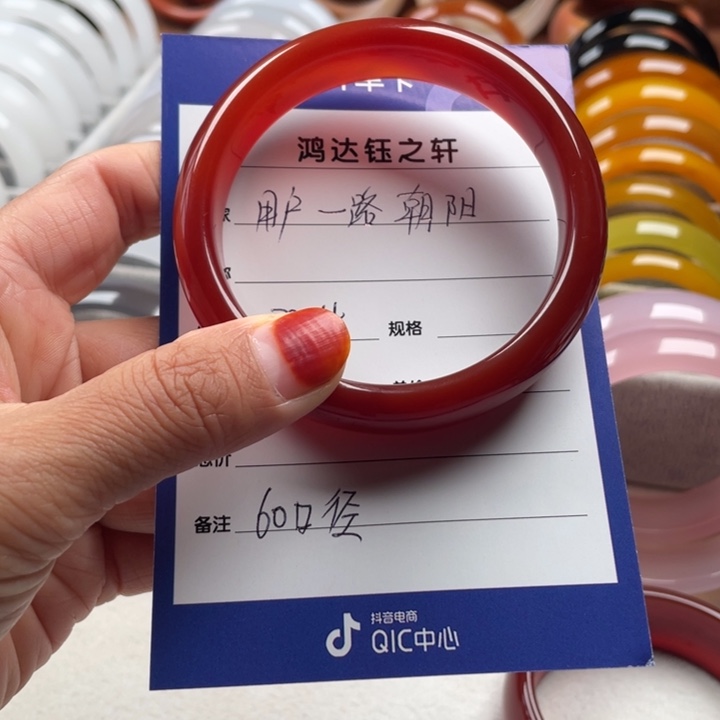 鸿达钰之轩
用户一路朝阳
规格
总价
备注 60口径
抖音电商
QIC中心